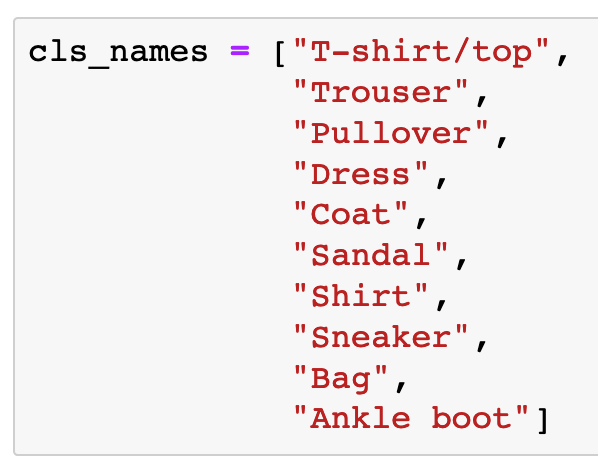 cls_names = ["T-shirt/top",
"Trouser",
"Pullover",
"Dress",
"Coat",
"Sandal",
"Shirt",
"Sneaker",
"Bag",
"Ankle boot"]